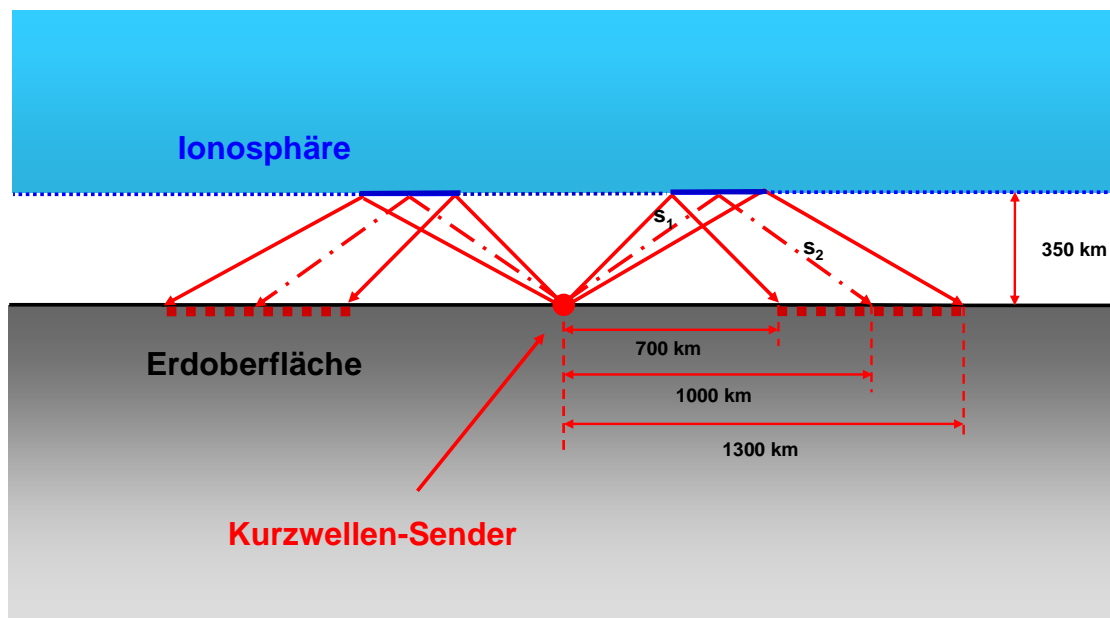 Ionosphäre
s1
s2
350 km
700 km
Erdoberfläche
1000 km
1300 km
Kurzwellen-Sender